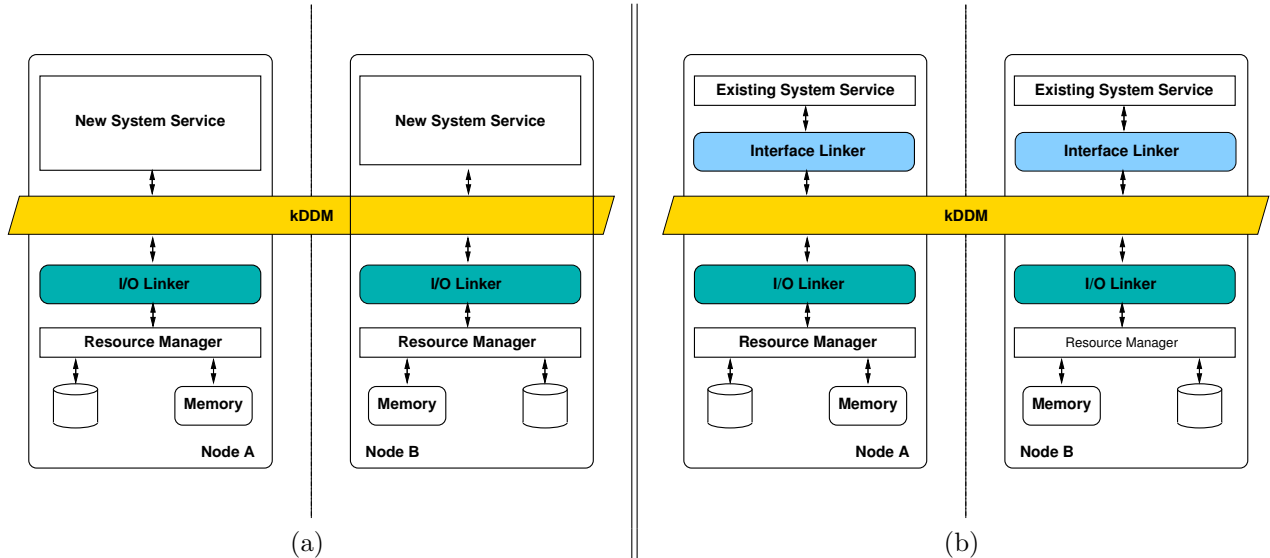 New System Service
New System Service
kDDM
I/O Linker
I/O Linker
Resource Manager
Resource Manager
Memory
Memory
Node A
Node B
(a)
Existing System Service
Existing System Service
Interface Linker
Interface Linker
kDDM
I/O Linker
I/O Linker
Resource Manager
Resource Manager
Memory
Memory
Node A
Node B
(b)